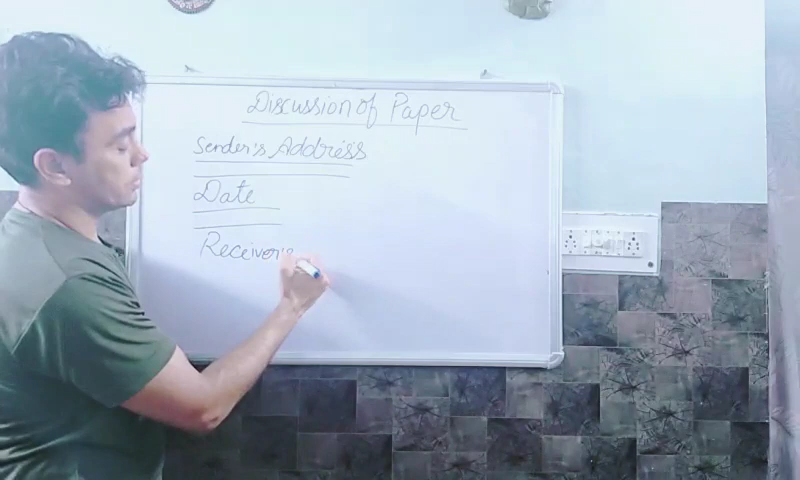 Discussion of Paper
Sender's Address
Date
Receiver's